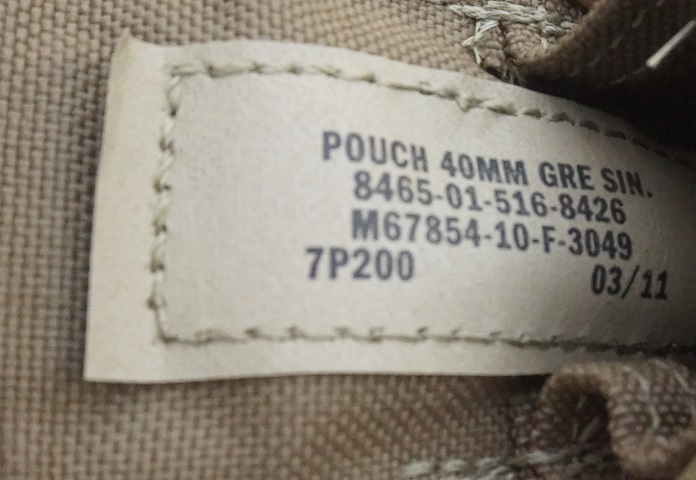 POUCH 40MM GRE SIN.
8465-01-516-8426
M67854-10-F-3049
7P200 03/11